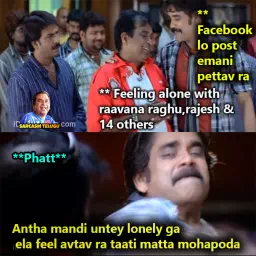 **
Facebook
lo post
emani
pettav ra
** Feeling alone with
raavana raghu,rajesh &
14 others
SARCASM TELUGU
**Phatt**
Antha mandi untey lonely ga
ela feel avtav ra taati matta mohapoda